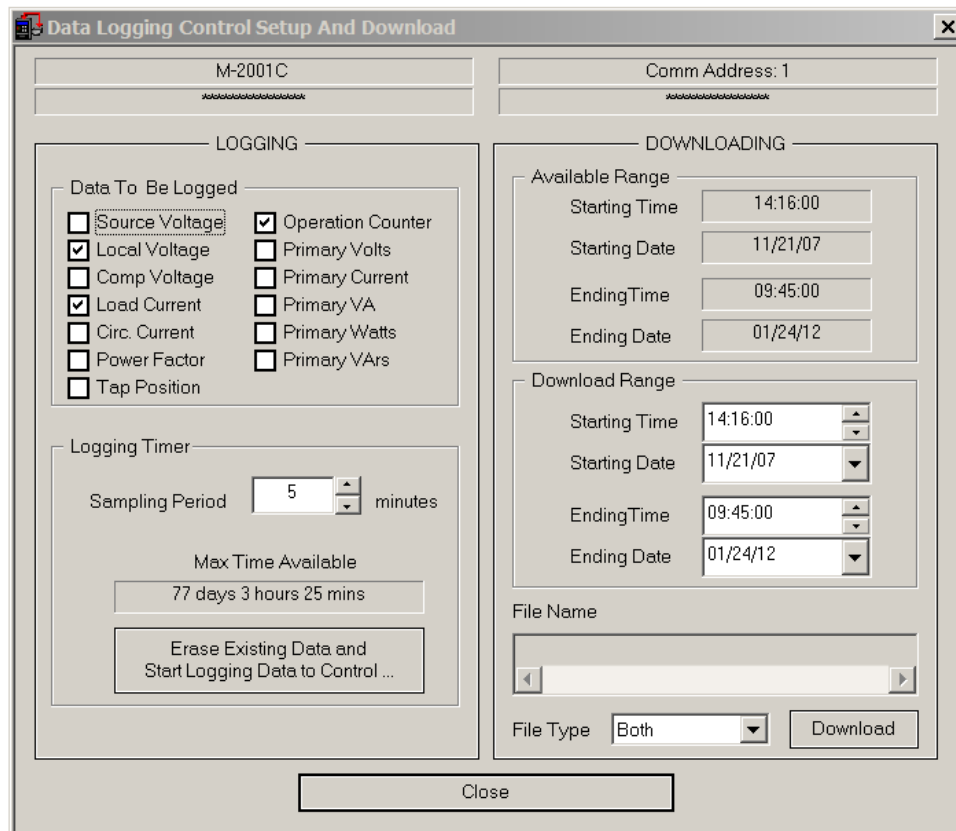 Data Logging Control Setup And Download
M-2001C
Comm Address: 1
****************
****************
LOGGING
Data To Be Logged
Source Voltage
Local Voltage
Comp Voltage
Load Current
Circ. Current
Power Factor
Tap Position
Operation Counter
Primary Volts
Primary Current
Primary VA
Primary Watts
Primary VArs
Logging Timer
Sampling Period 5 minutes
Max Time Available
77 days 3 hours 25 mins
Erase Existing Data and
Start Logging Data to Control ...
DOWNLOADING
Available Range
Starting Time 14:16:00
Starting Date 11/21/07
EndingTime 09:45:00
Ending Date 01/24/12
Download Range
Starting Time 14:16:00
Starting Date 11/21/07
EndingTime 09:45:00
Ending Date 01/24/12
File Name
File Type Both Download
Close